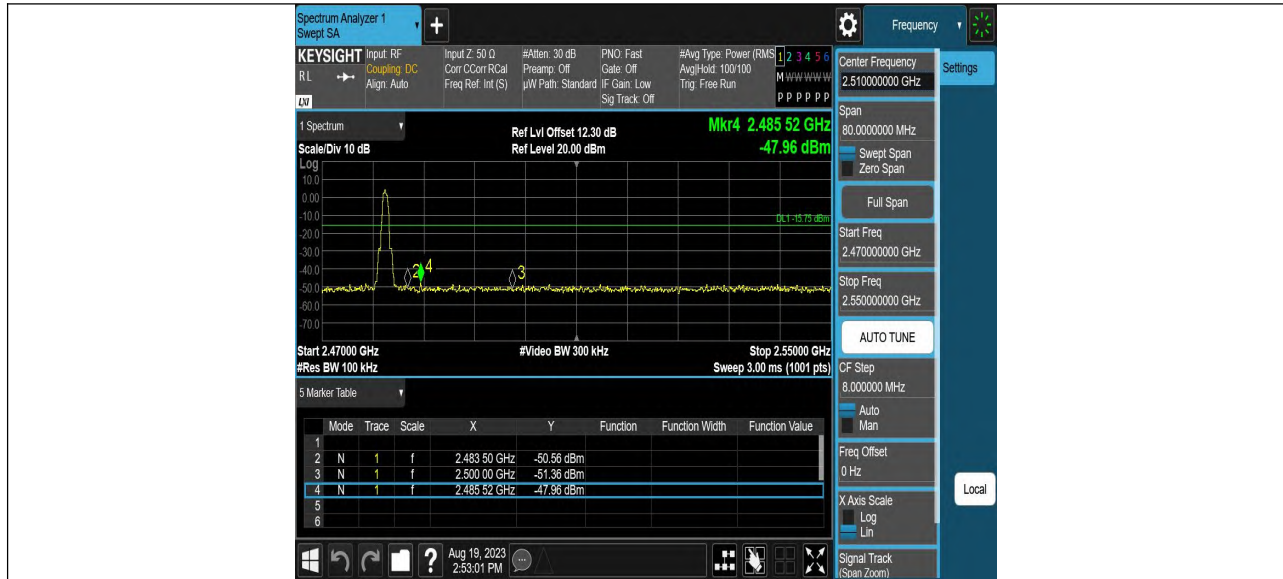 Spectrum Analyzer 1
Swept SA
+
Frequency
KEYSIGHT
Input: RF
Input Z: 50 Ω
#Atten: 30 dB
PNO: Fast
#Avg Type: Power (RMS
1 2 3 4 5 6
RL
Coupling: DC
Corr CCorr RCal
Preamp: Off
Gate: Off
Avg|Hold: 100/100
M W W W W W
Align: Auto
Freq Ref: Int (S)
µW Path: Standard
IF Gain: Low
Trig: Free Run
LXI
Sig Track: Off
P P P P P P
Center Frequency
2.510000000 GHz
Settings
1 Spectrum
Ref Lvl Offset 12.30 dB
Mkr4 2.485 52 GHz
Scale/Div 10 dB
Ref Level 20.00 dBm
-47.96 dBm
Log
10.0
0.00
-10.0
DL1 -15.75 dBm
-20.0
-30.0
-40.0
2 4 3
-50.0
-60.0
-70.0
Start 2.47000 GHz
#Video BW 300 kHz
Stop 2.55000 GHz
#Res BW 100 kHz
Sweep 3.00 ms (1001 pts)
5 Marker Table
Mode Trace Scale X Y Function Function Width Function Value
1
2 N 1 f 2.483 50 GHz -50.56 dBm
3 N 1 f 2.500 00 GHz -51.36 dBm
4 N 1 f 2.485 52 GHz -47.96 dBm
5
6
Span
80.0000000 MHz
Swept Span
Zero Span
Full Span
Start Freq
2.470000000 GHz
Stop Freq
2.550000000 GHz
AUTO TUNE
CF Step
8.000000 MHz
Auto
Man
Freq Offset
0 Hz
X Axis Scale
Log
Lin
Local
Signal Track
(Span Zoom)
?
Aug 19, 2023
2:53:01 PM